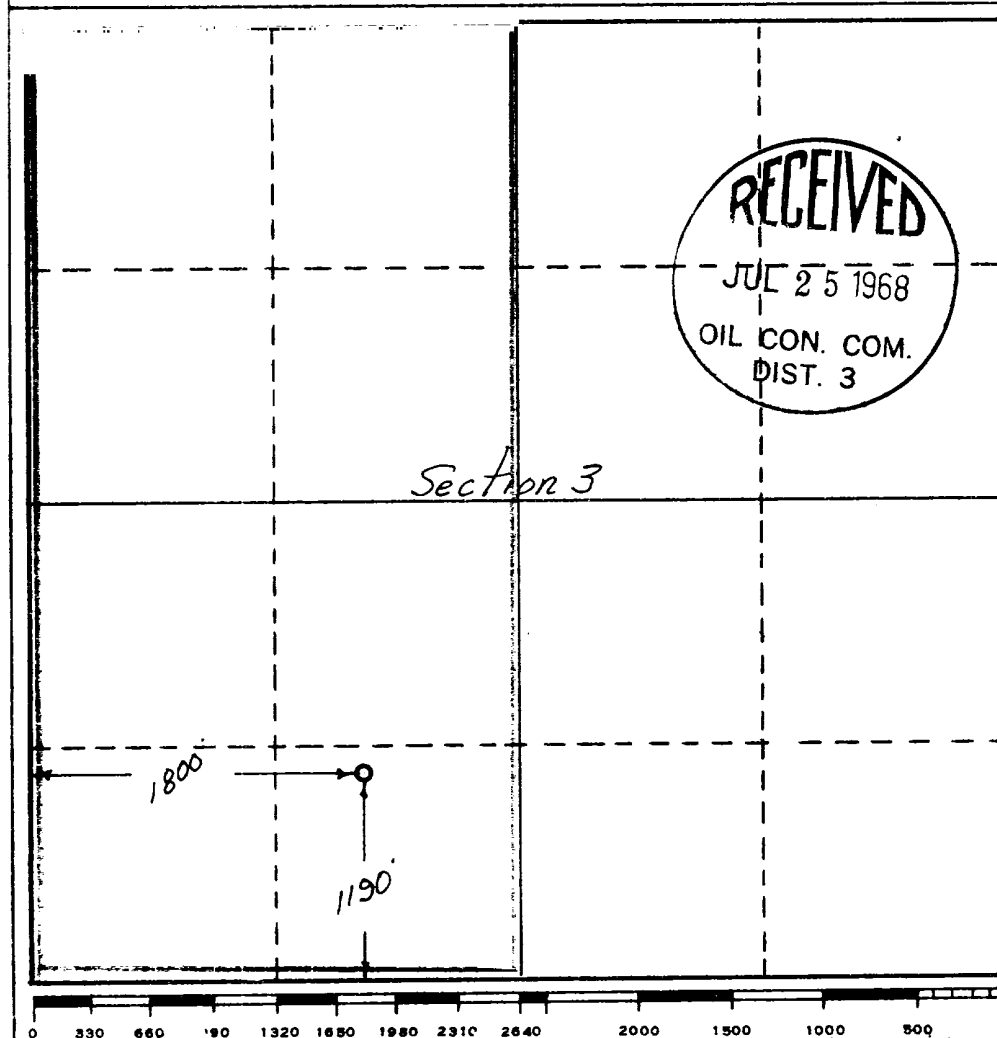 RECEIVED
JUL 25 1968
OIL CON. COM.
DIST. 3
Section 3
1800'
1190'
0 330 660 '90 1320 1650 1980 2310 2640 2000 1500 1000 500